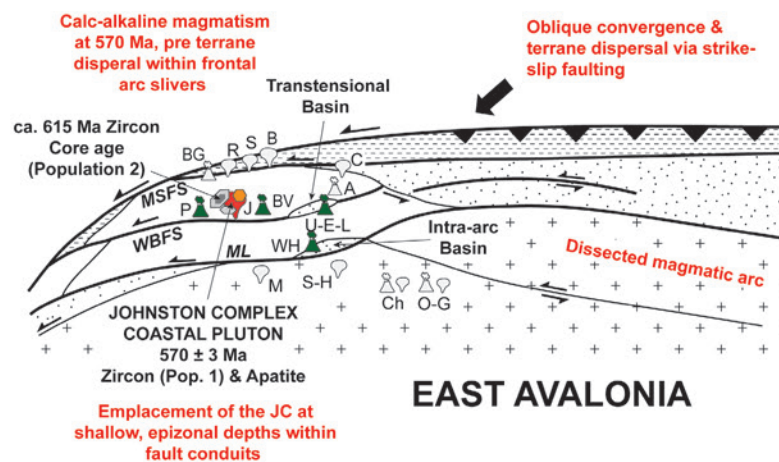 Calc-alkaline magmatism
at 570 Ma, pre terrane
disperal within frontal
arc slivers
Oblique convergence &
terrane dispersal via strike-
slip faulting
Transtensional
Basin
ca. 615 Ma Zircon
Core age
(Population 2)
BG
R
S
B
C
A
MSFS
P
J
BV
U-E-L
WBFS
WH
Intra-arc
Basin
ML
M
S-H
Ch
O-G
Dissected magmatic arc
JOHNSTON COMPLEX
COASTAL PLUTON
570 ± 3 Ma
Zircon (Pop. 1) & Apatite
EAST AVALONIA
Emplacement of the JC at
shallow, epizonal depths within
fault conduits